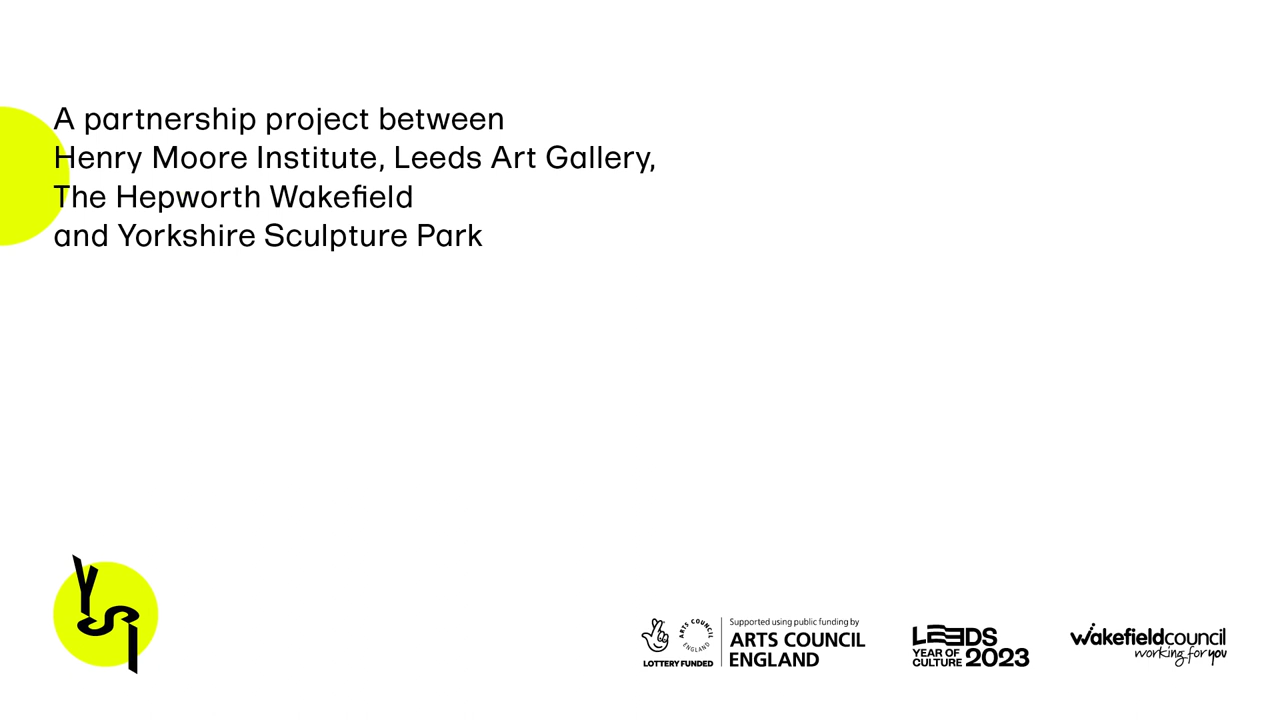 A partnership project between
Henry Moore Institute, Leeds Art Gallery,
The Hepworth Wakefield
and Yorkshire Sculpture Park
YSI
LOTTERY FUNDED
ARTS COUNCIL ENGLAND
Supported using public funding by
ARTS COUNCIL
ENGLAND
LEEDS
YEAR OF
CULTURE 2023
wakefieldcouncil
working for you